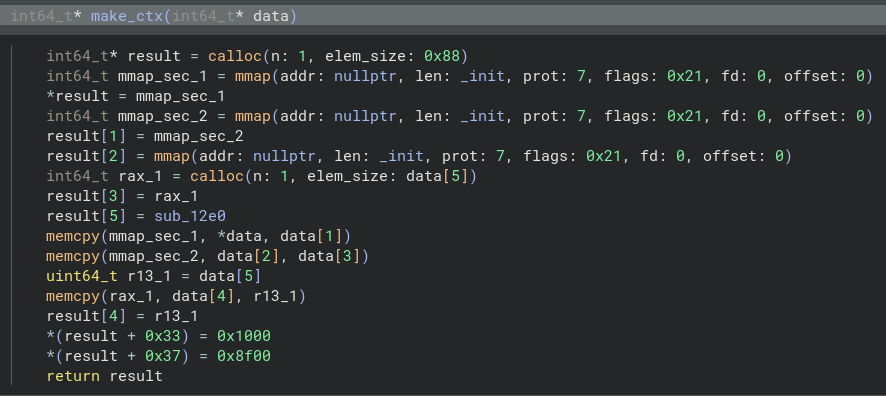 int64_t* make_ctx(int64_t* data)
int64_t* result = calloc(n: 1, elem_size: 0x88)
int64_t mmap_sec_1 = mmap(addr: nullptr, len: _init, prot: 7, flags: 0x21, fd: 0, offset: 0)
*result = mmap_sec_1
int64_t mmap_sec_2 = mmap(addr: nullptr, len: _init, prot: 7, flags: 0x21, fd: 0, offset: 0)
result[1] = mmap_sec_2
result[2] = mmap(addr: nullptr, len: _init, prot: 7, flags: 0x21, fd: 0, offset: 0)
int64_t rax_1 = calloc(n: 1, elem_size: data[5])
result[3] = rax_1
result[5] = sub_12e0
memcpy(mmap_sec_1, *data, data[1])
memcpy(mmap_sec_2, data[2], data[3])
uint64_t r13_1 = data[5]
memcpy(rax_1, data[4], r13_1)
result[4] = r13_1
*(result + 0x33) = 0x1000
*(result + 0x37) = 0x8f00
return result